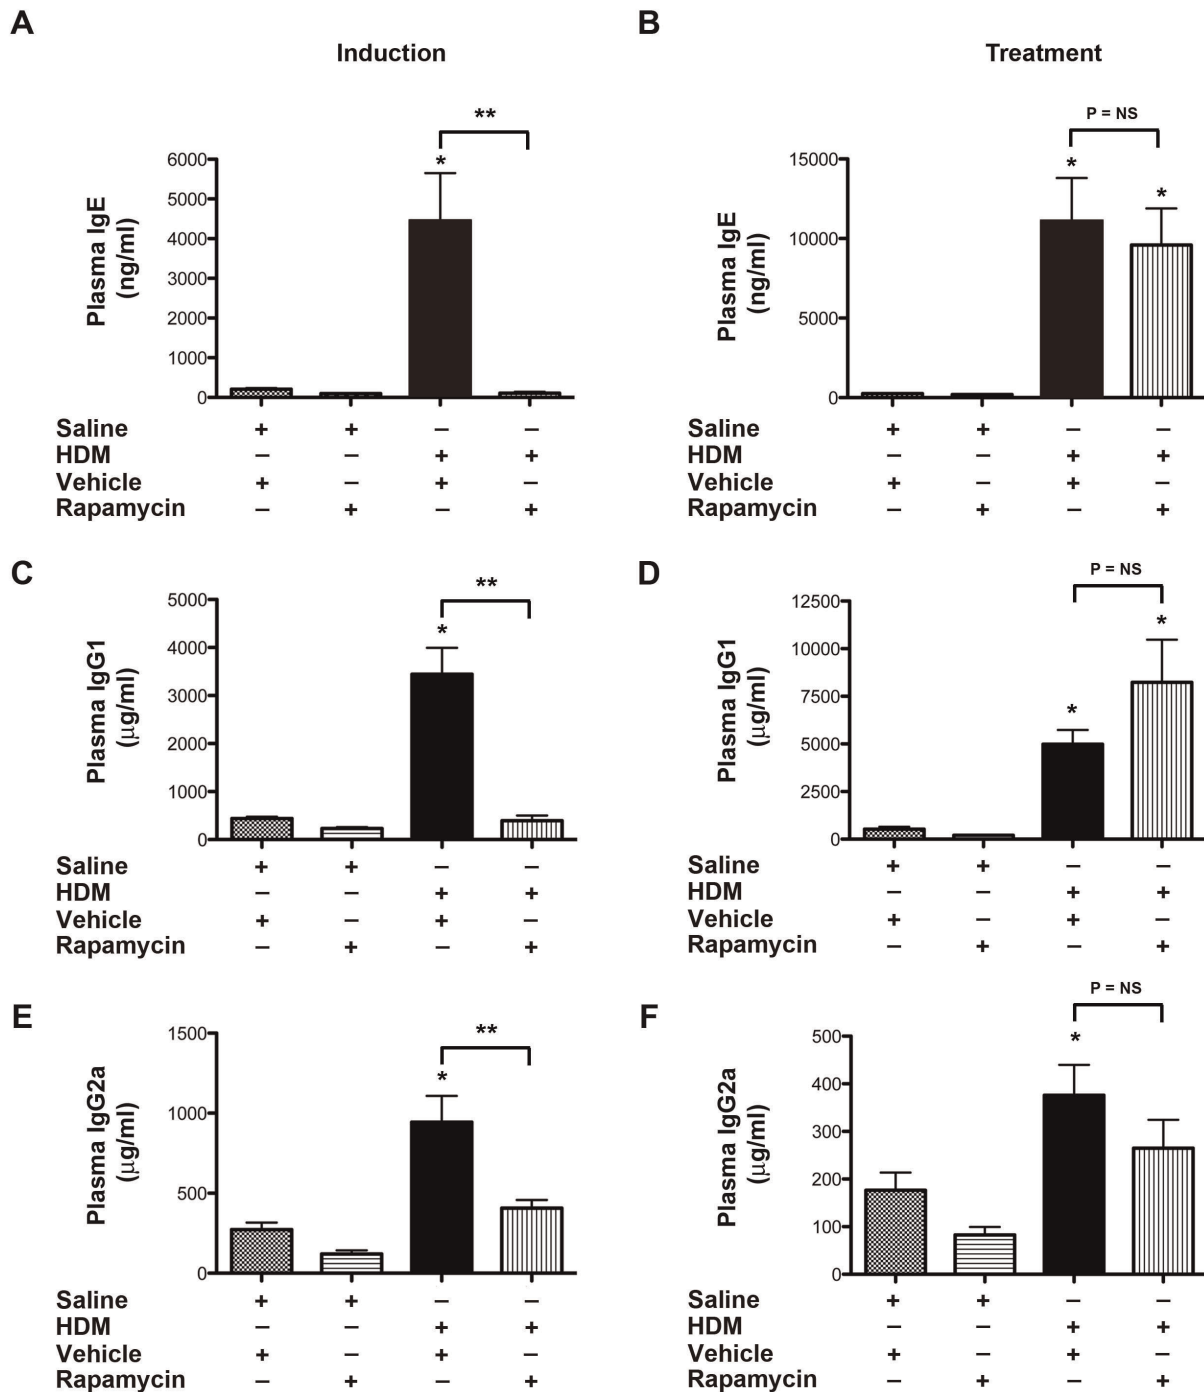 A
Induction
**
*
6000
5000
4000
3000
2000
1000
0
Plasma IgE
(ng/ml)
Saline + + – –
HDM – – + +
Vehicle + – + –
Rapamycin – + – +
B
Treatment
P = NS
*
*
15000
10000
5000
0
Plasma IgE
(ng/ml)
Saline + + – –
HDM – – + +
Vehicle + – + –
Rapamycin – + – +
C
**
*
5000
4000
3000
2000
1000
0
Plasma IgG1
(μg/ml)
Saline + + – –
HDM – – + +
Vehicle + – + –
Rapamycin – + – +
D
P = NS
*
*
12500
10000
7500
5000
2500
0
Plasma IgG1
(μg/ml)
Saline + + – –
HDM – – + +
Vehicle + – + –
Rapamycin – + – +
E
**
*
1500
1000
500
0
Plasma IgG2a
(μg/ml)
Saline + + – –
HDM – – + +
Vehicle + – + –
Rapamycin – + – +
F
P = NS
*
500
400
300
200
100
0
Plasma IgG2a
(μg/ml)
Saline + + – –
HDM – – + +
Vehicle + – + –
Rapamycin – + – +